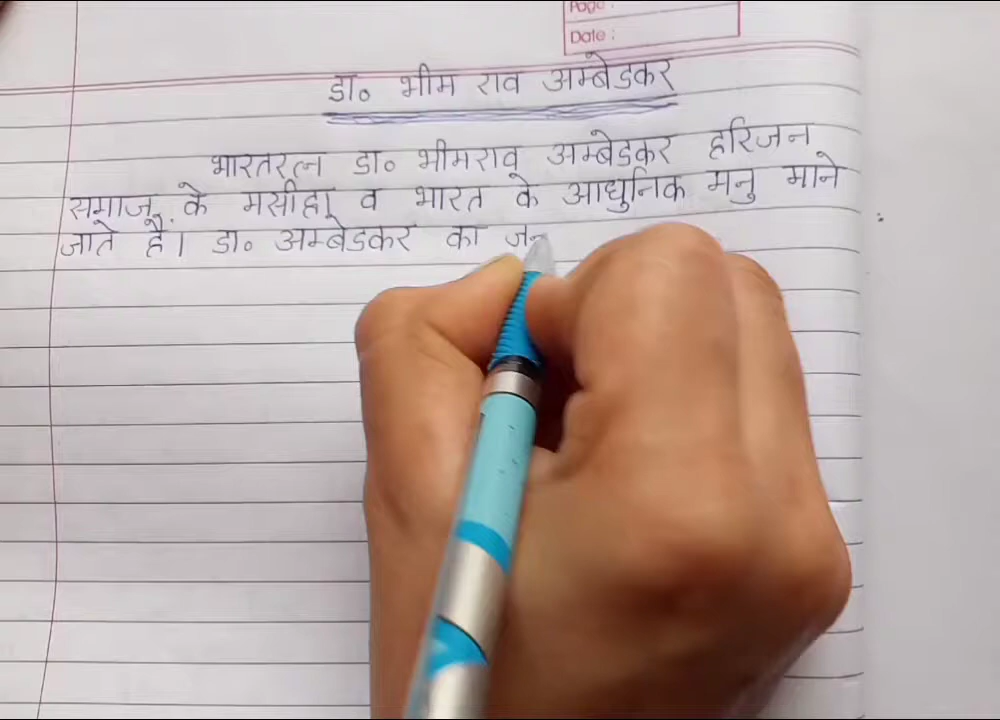 Page :
Date :
डा० भीम राव अम्बेडकर
भारतरत्न डा० भीमराव अम्बेडकर हरिजन
समाज के मसीहा व भारत के आधुनिक मनु माने
जाते है। डा० अम्बेडकर का